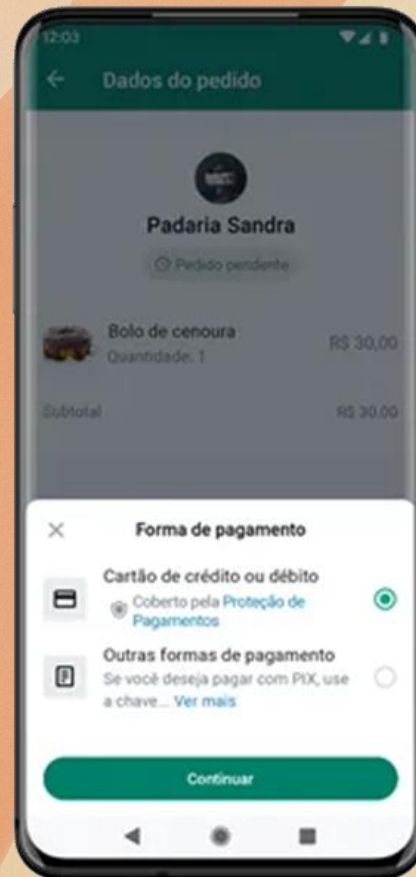 12:03
Dados do pedido
Padaria Sandra
Pedido pendente
Bolo de cenoura
R$ 30,00
Quantidade: 1
Subtotal
R$ 30,00
Forma de pagamento
Cartão de crédito ou débito
Coberto pela Proteção de
Pagamentos
Outras formas de pagamento
Se você deseja pagar com PIX, use
a chave... Ver mais
Continuar